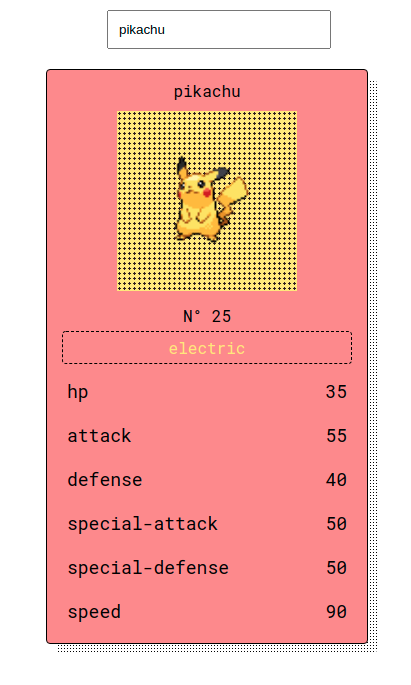 pikachu
pikachu
N° 25
electric
hp 35
attack 55
defense 40
special-attack 50
special-defense 50
speed 90